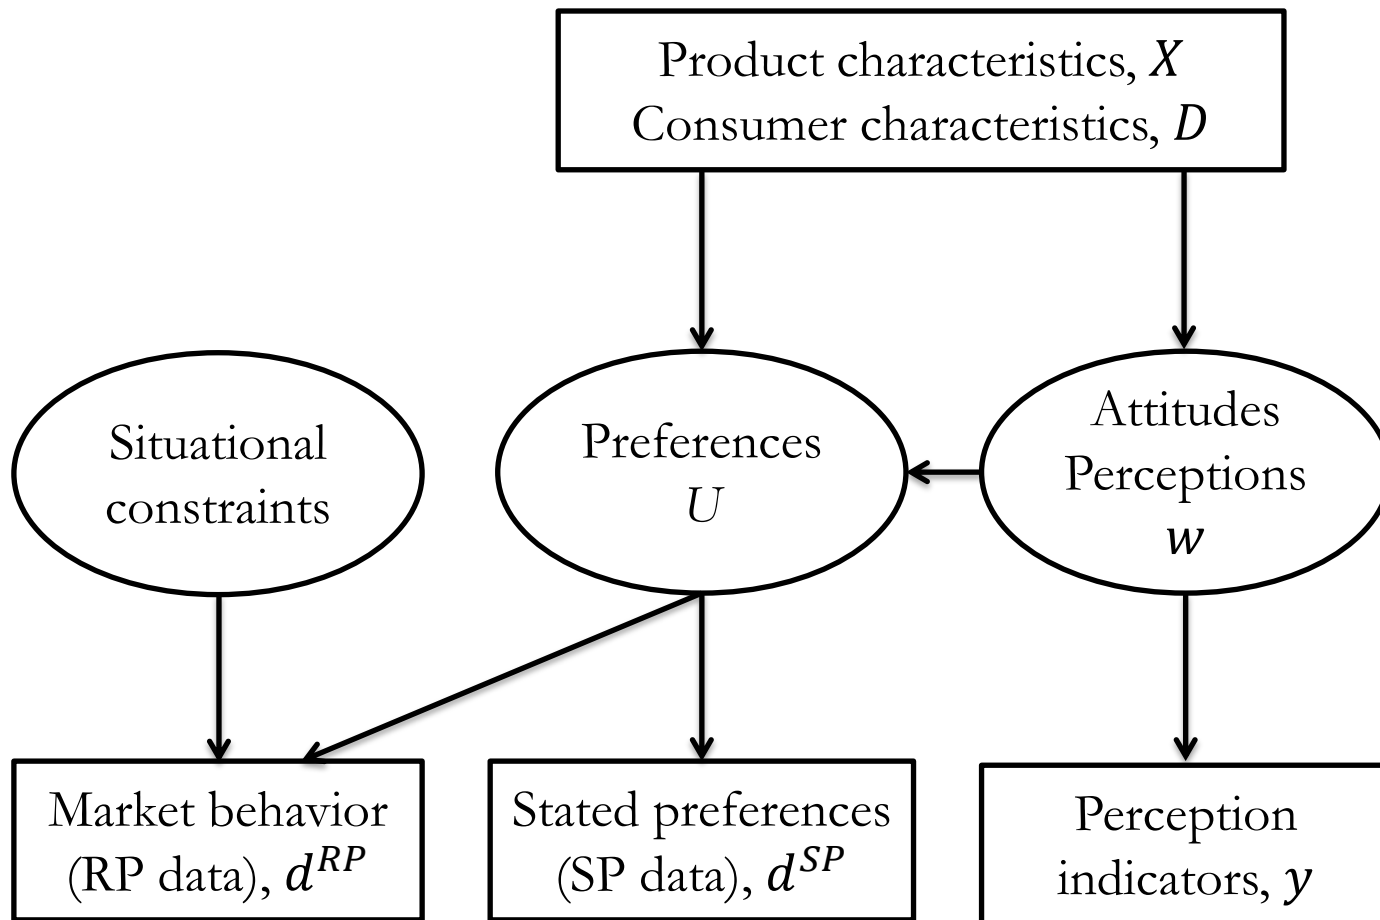 Product characteristics, X
Consumer characteristics, D
Situational
constraints
Preferences
U
Attitudes
Perceptions
w
Market behavior
(RP data), d^{RP}
Stated preferences
(SP data), d^{SP}
Perception
indicators, y